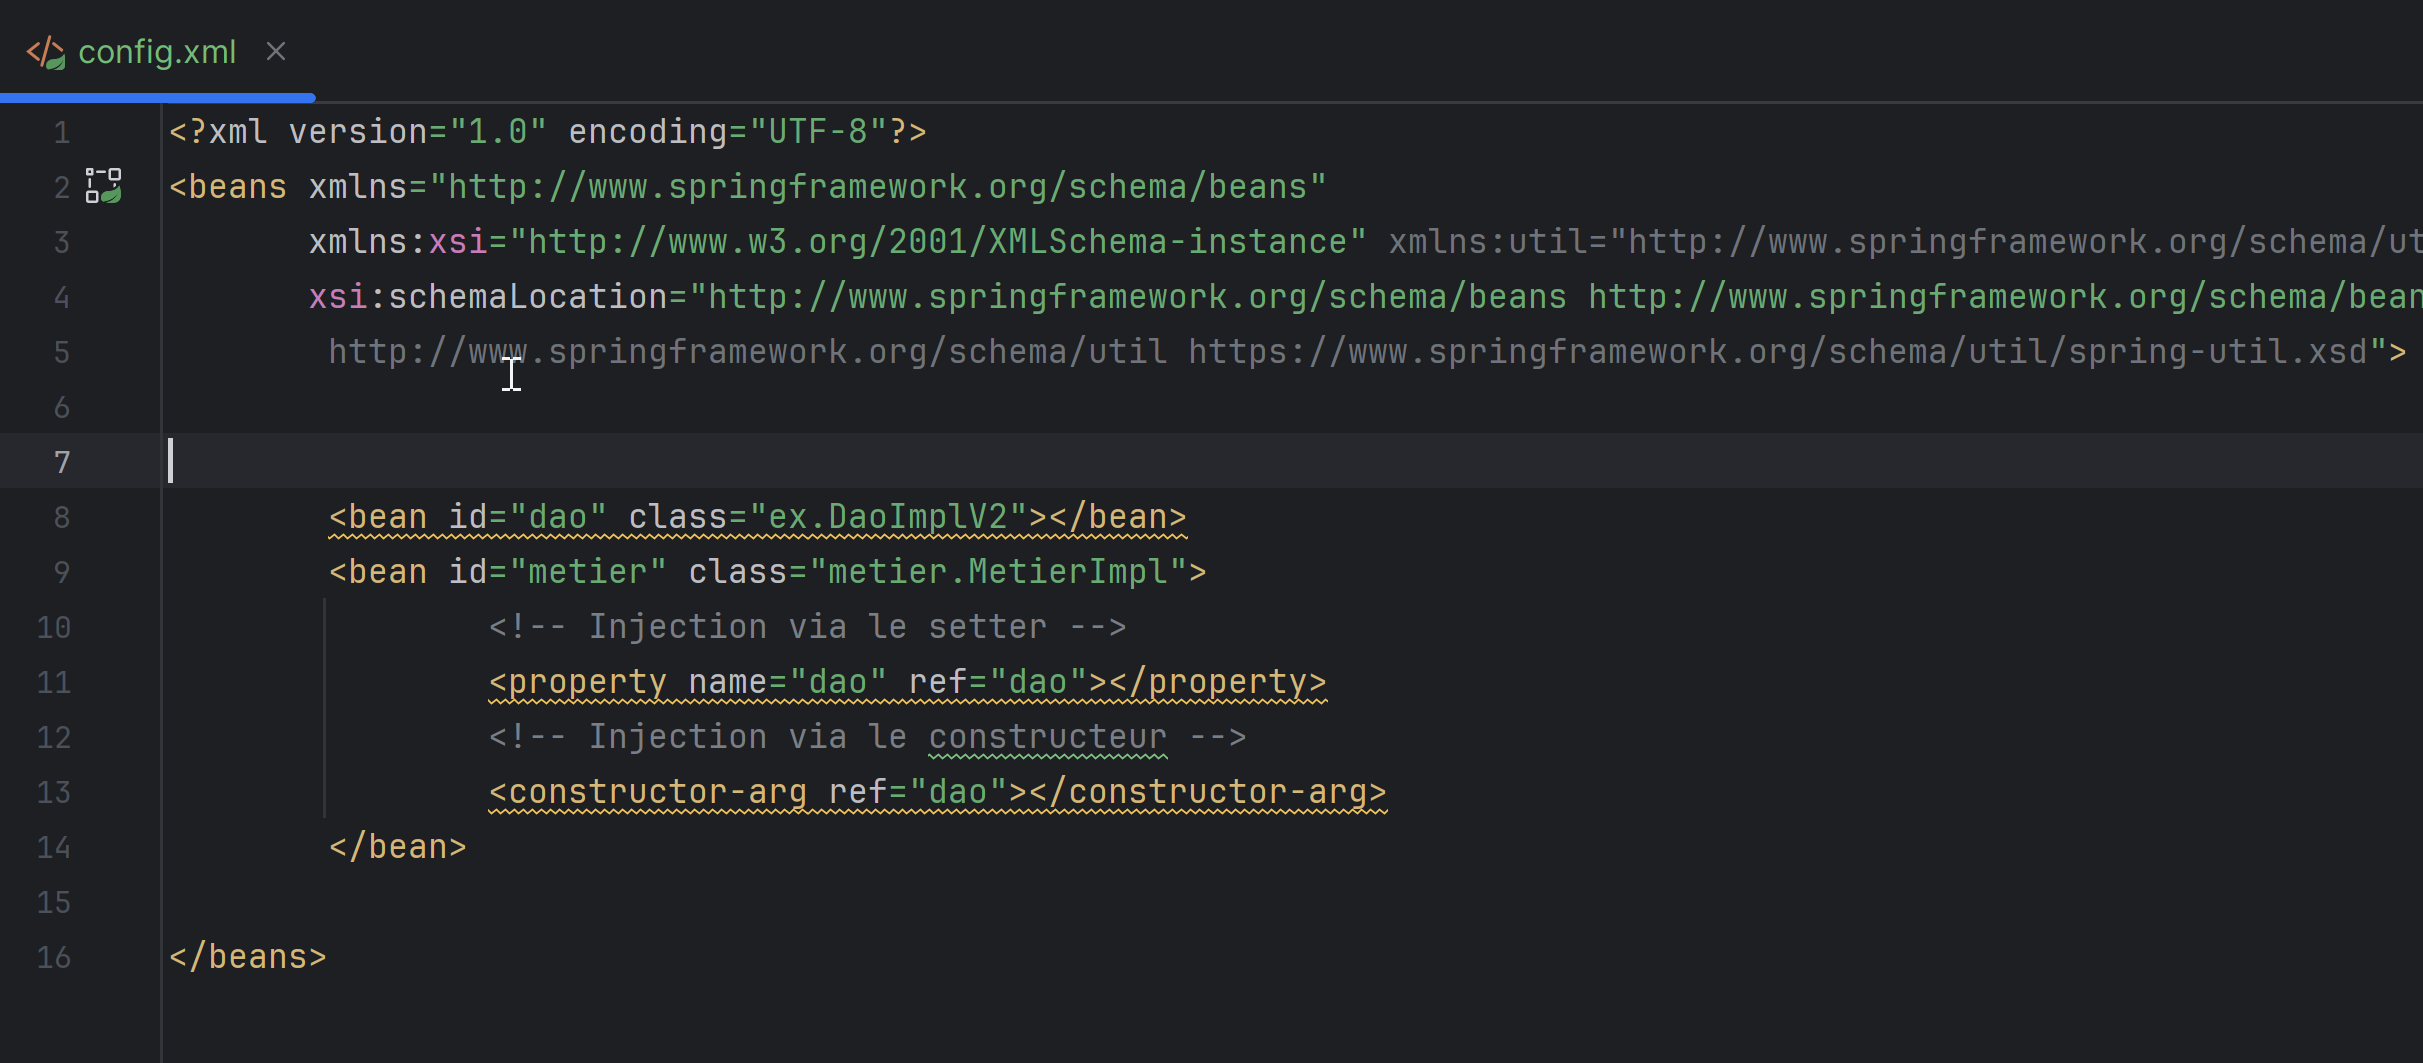 config.xml
1 <?xml version="1.0" encoding="UTF-8"?>
2 <beans xmlns="http://www.springframework.org/schema/beans"
3 xmlns:xsi="http://www.w3.org/2001/XMLSchema-instance" xmlns:util="http://www.springframework.org/schema/ut
4 xsi:schemaLocation="http://www.springframework.org/schema/beans http://www.springframework.org/schema/bean
5 http://www.springframework.org/schema/util https://www.springframework.org/schema/util/spring-util.xsd">
6
7
8 <bean id="dao" class="ex.DaoImplV2"></bean>
9 <bean id="metier" class="metier.MetierImpl">
10 <!-- Injection via le setter -->
11 <property name="dao" ref="dao"></property>
12 <!-- Injection via le constructeur -->
13 <constructor-arg ref="dao"></constructor-arg>
14 </bean>
15
16 </beans>